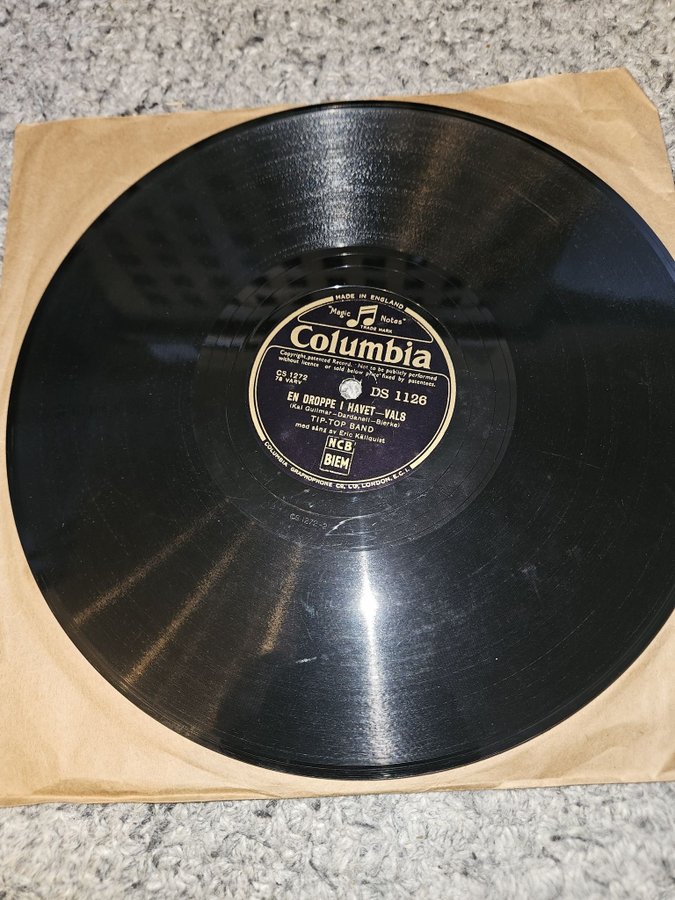 MADE IN ENGLAND
"Magic Notes"
TRADE MARK
Columbia
Copyright, patented Record. Not to be publicly performed
without licence or sold below price fixed by patentees.
CS 1272
78 VARV
DS 1126
EN DROPPE I HAVET—VALS
(Kai Gullmar–Dardanell–Bjerke)
TIP-TOP BAND
med sång av Eric Källquist
NCB
BIEM
COLUMBIA GRAPHOPHONE CO., LTD., LONDON, E.C.1.